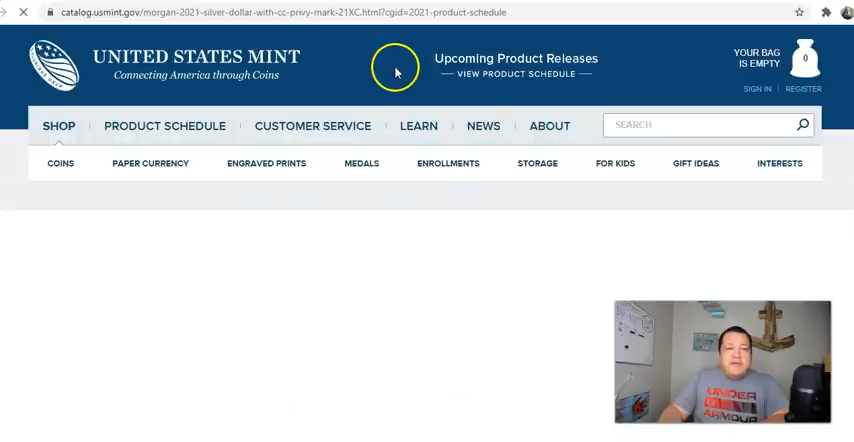 catalog.usmint.gov/morgan-2021-silver-dollar-with-cc-privy-mark-21XC.html?cgid=2021-product-schedule
UNITED STATES MINT
Connecting America through Coins
Upcoming Product Releases
VIEW PRODUCT SCHEDULE
YOUR BAG
IS EMPTY
0
SIGN IN
REGISTER
SHOP
PRODUCT SCHEDULE
CUSTOMER SERVICE
LEARN
NEWS
ABOUT
SEARCH
COINS
PAPER CURRENCY
ENGRAVED PRINTS
MEDALS
ENROLLMENTS
STORAGE
FOR KIDS
GIFT IDEAS
INTERESTS
UNDER
ARMOUR